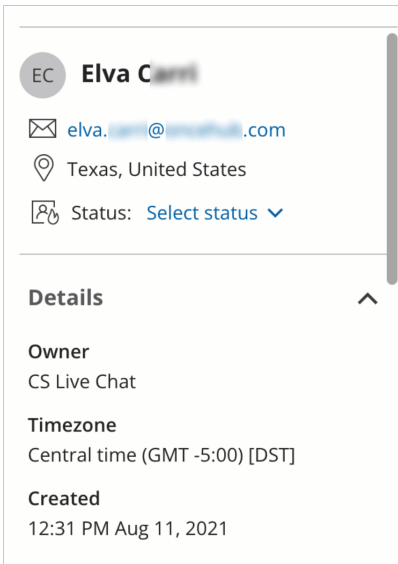 EC
Elva C
elva. @ .com
Texas, United States
Status: Select status
Details
Owner
CS Live Chat
Timezone
Central time (GMT -5:00) [DST]
Created
12:31 PM Aug 11, 2021